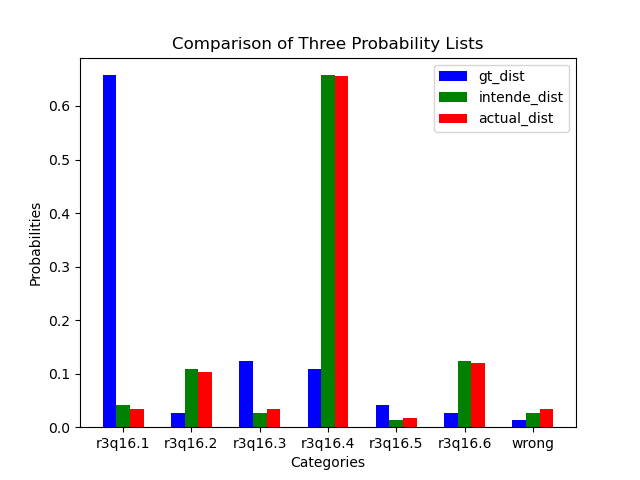 Comparison of Three Probability Lists
gt_dist
intende_dist
actual_dist
Probabilities
0.6
0.5
0.4
0.3
0.2
0.1
0.0
r3q16.1 r3q16.2 r3q16.3 r3q16.4 r3q16.5 r3q16.6 wrong
Categories